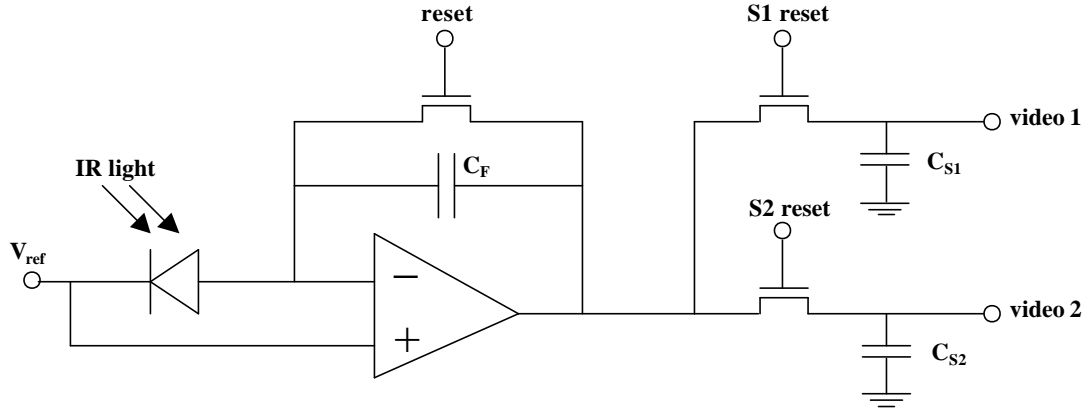 reset
S1 reset
video 1
IR light
C_F
C_S1
S2 reset
V_ref
−
+
video 2
C_S2